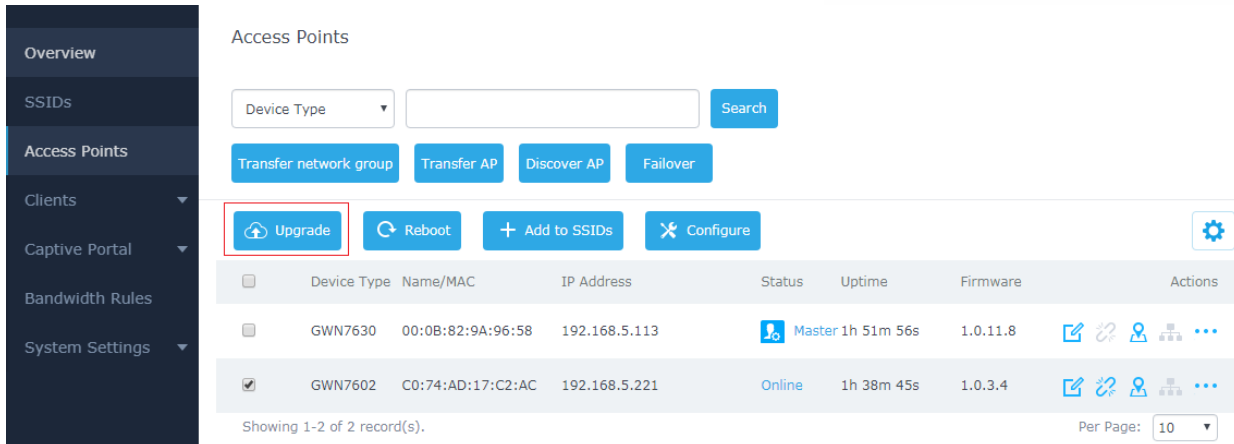 Overview
SSIDs
Access Points
Clients
Captive Portal
Bandwidth Rules
System Settings
Access Points
Device Type Search
Transfer network group Transfer AP Discover AP Failover
Upgrade Reboot Add to SSIDs Configure
Device Type Name/MAC IP Address Status Uptime Firmware Actions
GWN7630 00:0B:82:9A:96:58 192.168.5.113 Master 1h 51m 56s 1.0.11.8
GWN7602 C0:74:AD:17:C2:AC 192.168.5.221 Online 1h 38m 45s 1.0.3.4
Showing 1-2 of 2 record(s). Per Page: 10